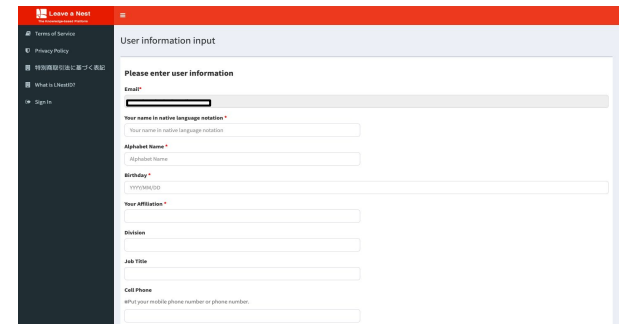 Leave a Nest
The Knowledge-based Platform
Terms of Service
Privacy Policy
特定商取引法に基づく表記
What is LNestID?
Sign In
User information input
Please enter user information
Email*
Your name in native language notation *
Your name in native language notation
Alphabet Name *
Alphabet Name
Birthday *
YYYY/MM/DD
Your Affiliation *
Division
Job Title
Cell Phone
※Put your mobile phone number or phone number.